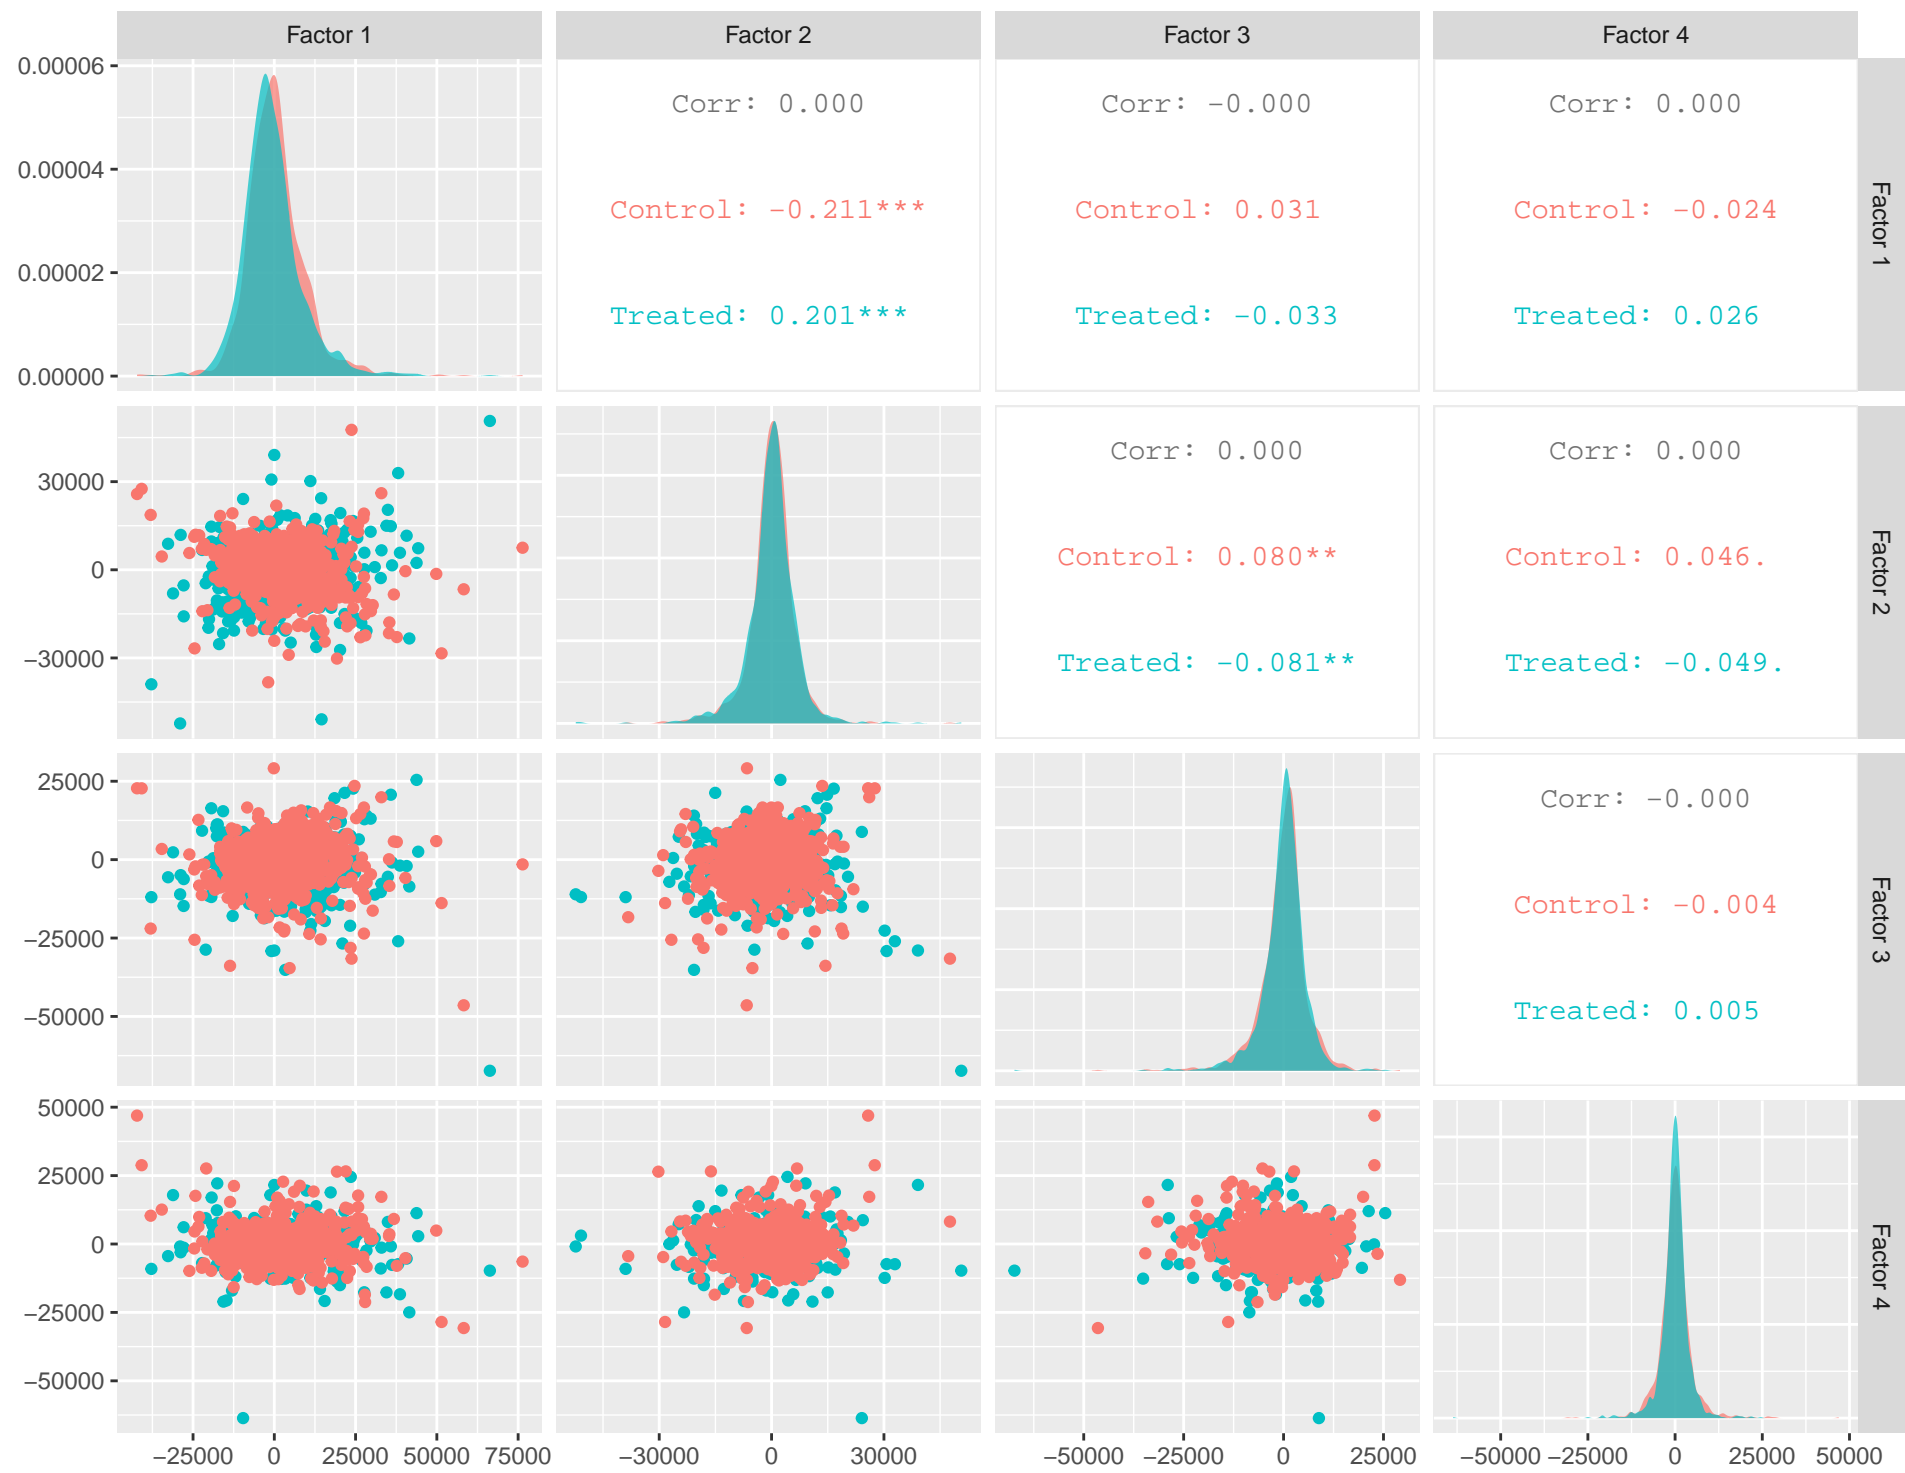 Factor 1 Factor 2 Factor 3 Factor 4
0.00006
0.00004
0.00002
0.00000
Corr: 0.000
Control: −0.211***
Treated: 0.201***
Corr: −0.000
Control: 0.031
Treated: −0.033
Corr: 0.000
Control: −0.024
Treated: 0.026
Factor 1
30000
0
−30000
Corr: 0.000
Control: 0.080**
Treated: −0.081**
Corr: 0.000
Control: 0.046.
Treated: −0.049.
Factor 2
25000
0
−25000
−50000
Corr: −0.000
Control: −0.004
Treated: 0.005
Factor 3
50000
25000
0
−25000
−50000
Factor 4
−25000 0 25000 50000 75000
−30000 0 30000
−50000 −25000 0 25000
−50000 −25000 0 25000 50000